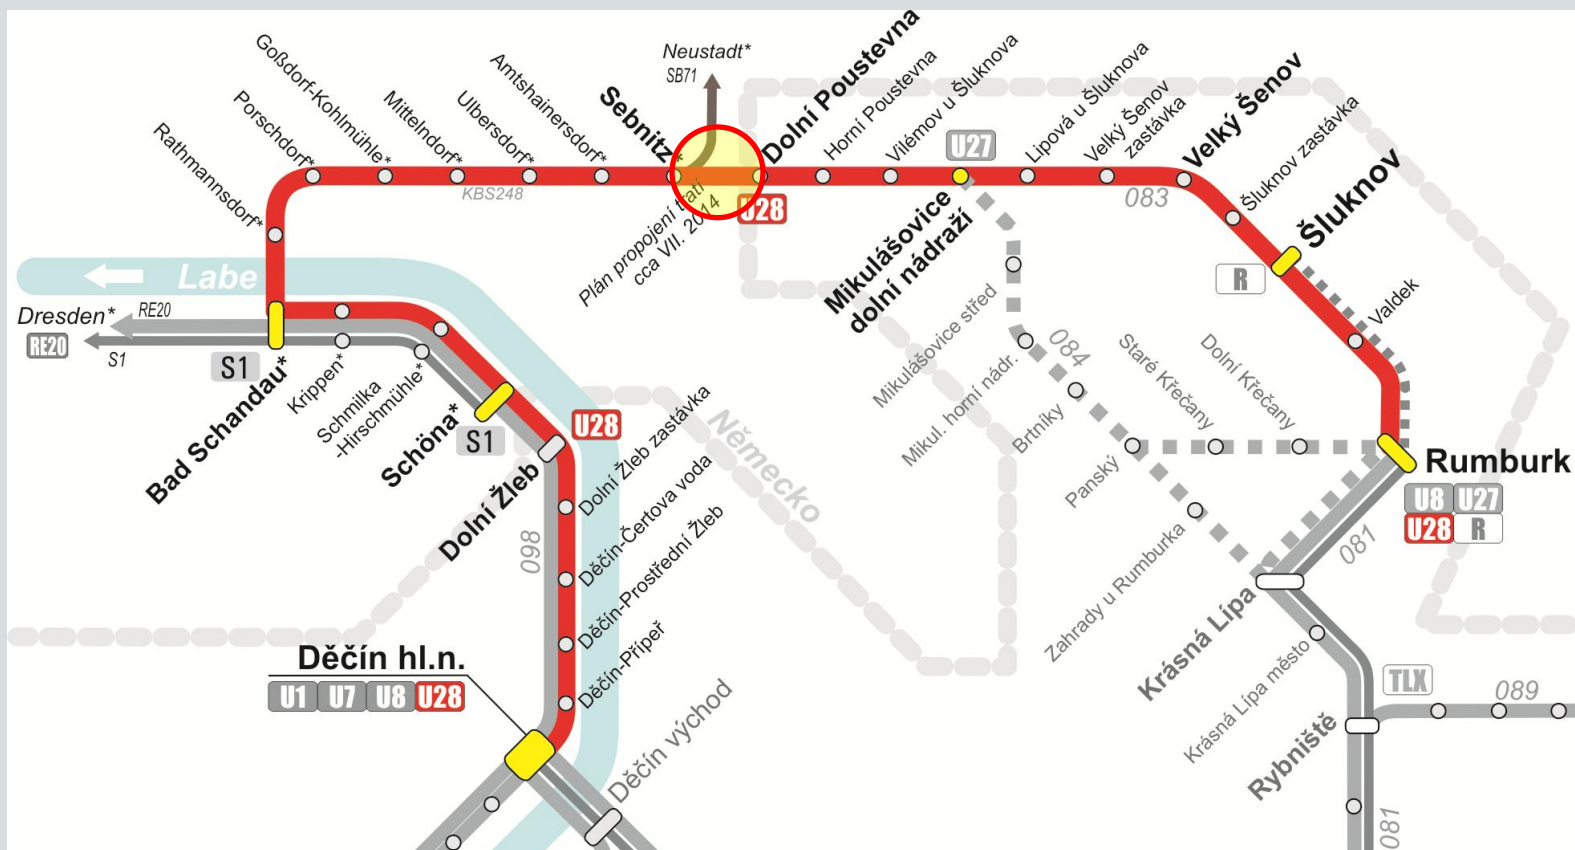 Neustadt*
SB71
Goßdorf-Kohlmühle*
Porschdorf*
Rathmannsdorf*
Mittelndorf*
Ulbersdorf*
Amtshainersdorf*
Sebnitz*
Dolní Poustevna
Horní Poustevna
Vilémov u Šluknova
U27
Lipová u Šluknova
Velký Šenov
zastávka
Velký Šenov
Šluknov zastávka
Šluknov
KBS248
Plán propojení tratí
cca VII. 2014
U28
Mikulášovice
dolní nádraží
083
R
Valdek
Labe
Dresden*
RE20
RE20
S1
S1
Bad Schandau*
Krippen*
Schmilka
-Hirschmühle*
Schöna*
S1
U28
Dolní Žleb
Dolní Žleb zastávka
Děčín-Čertova voda
Děčín-Prostřední Žleb
Děčín-Přípeř
098
Německo
Mikulášovice střed
Mikul. horní nádr.
084
Brtníky
Staré Křečany
Dolní Křečany
Panský
Zahrady u Rumburka
Rumburk
U8 U27
U28 R
081
Krásná Lípa
Krásná Lípa město
TLX
089
Rybniště
081
Děčín hl.n.
U1 U7 U8 U28
Děčín východ